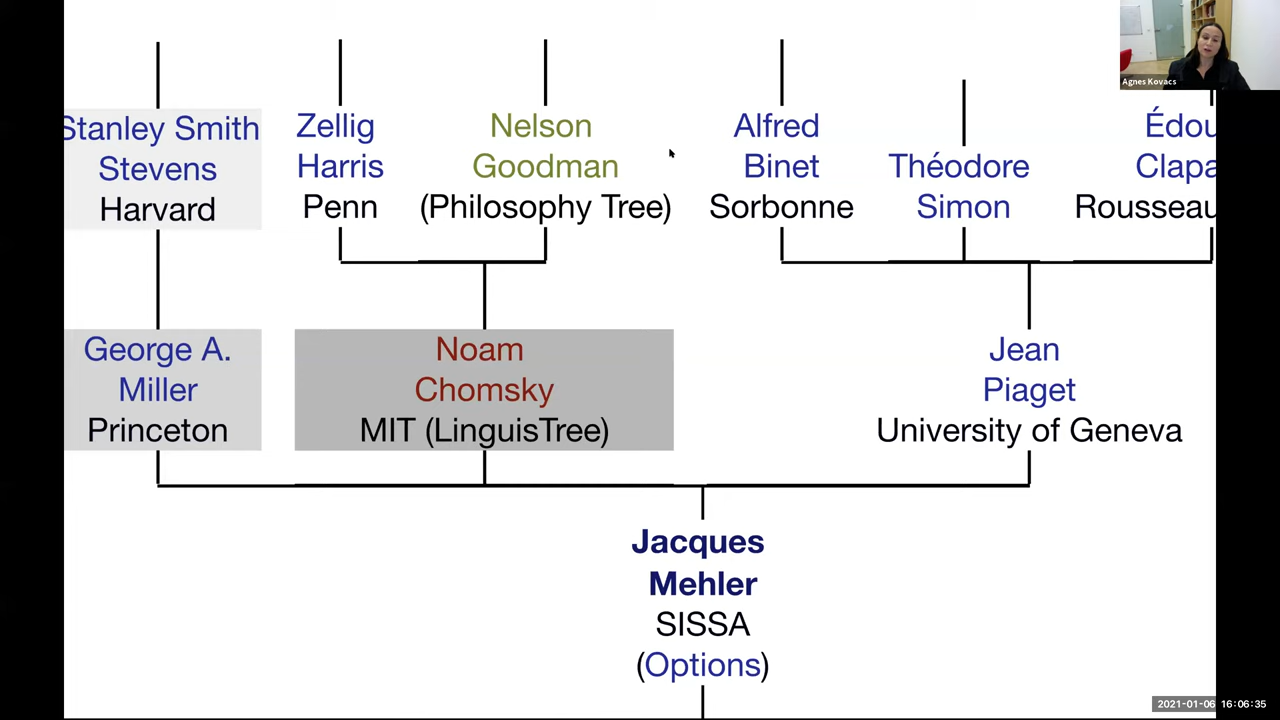 Agnes Kovacs
Stanley Smith
Stevens
Harvard
Zellig
Harris
Penn
Nelson
Goodman
(Philosophy Tree)
Alfred
Binet
Sorbonne
Théodore
Simon
Édou
Clapa
Rousseau
George A.
Miller
Princeton
Noam
Chomsky
MIT (LinguisTree)
Jean
Piaget
University of Geneva
Jacques
Mehler
SISSA
(Options)
2021-01-06 16:06:35